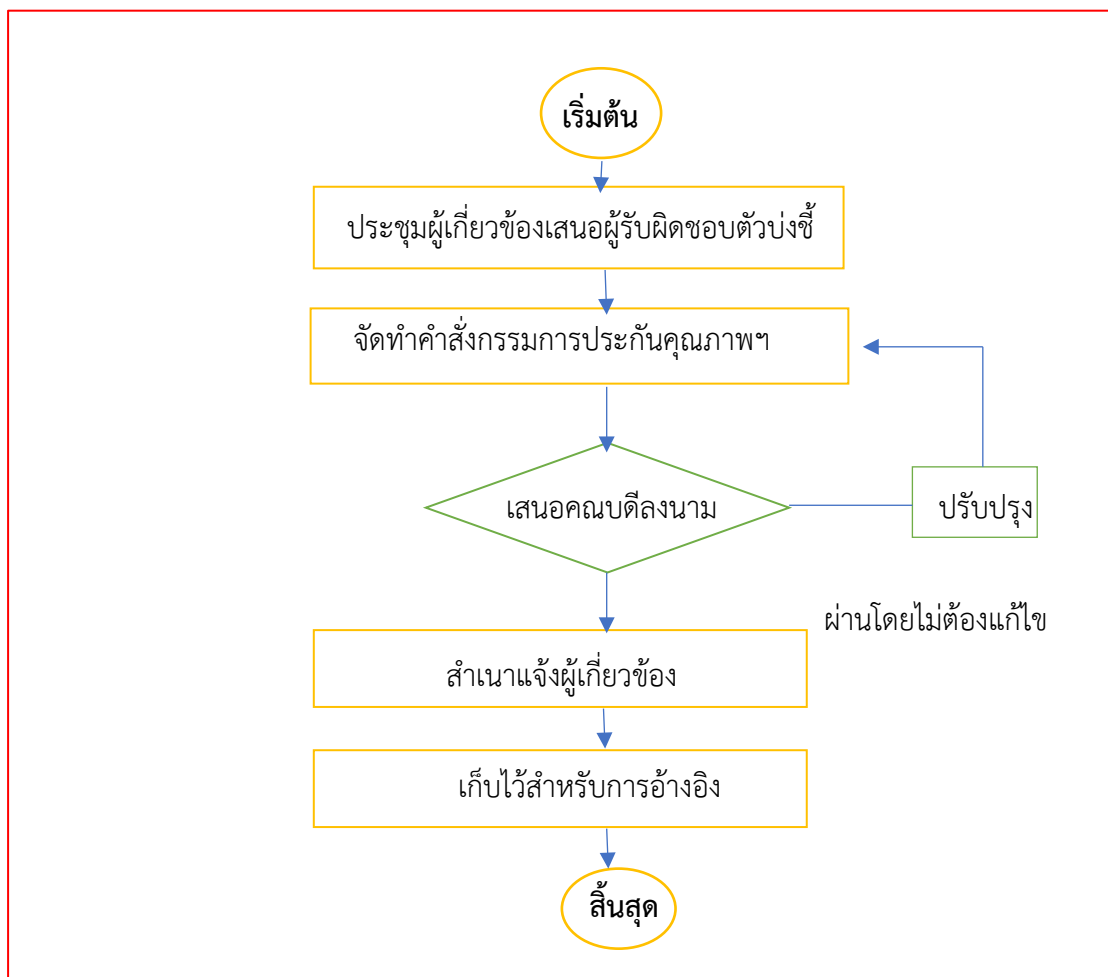 เริ่มต้น
ประชุมผู้เกี่ยวข้องเสนอผู้รับผิดชอบตัวบ่งชี้
จัดทำคำสั่งกรรมการประกันคุณภาพฯ
เสนอคณบดีลงนาม
ปรับปรุง
ผ่านโดยไม่ต้องแก้ไข
สำเนาแจ้งผู้เกี่ยวข้อง
เก็บไว้สำหรับการอ้างอิง
สิ้นสุด